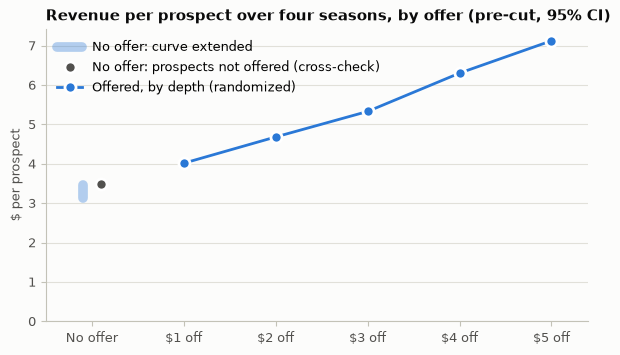 Revenue per prospect over four seasons, by offer (pre-cut, 95% CI)
No offer: curve extended
No offer: prospects not offered (cross-check)
Offered, by depth (randomized)
$ per prospect
7
6
5
4
3
2
1
0
No offer
$1 off
$2 off
$3 off
$4 off
$5 off